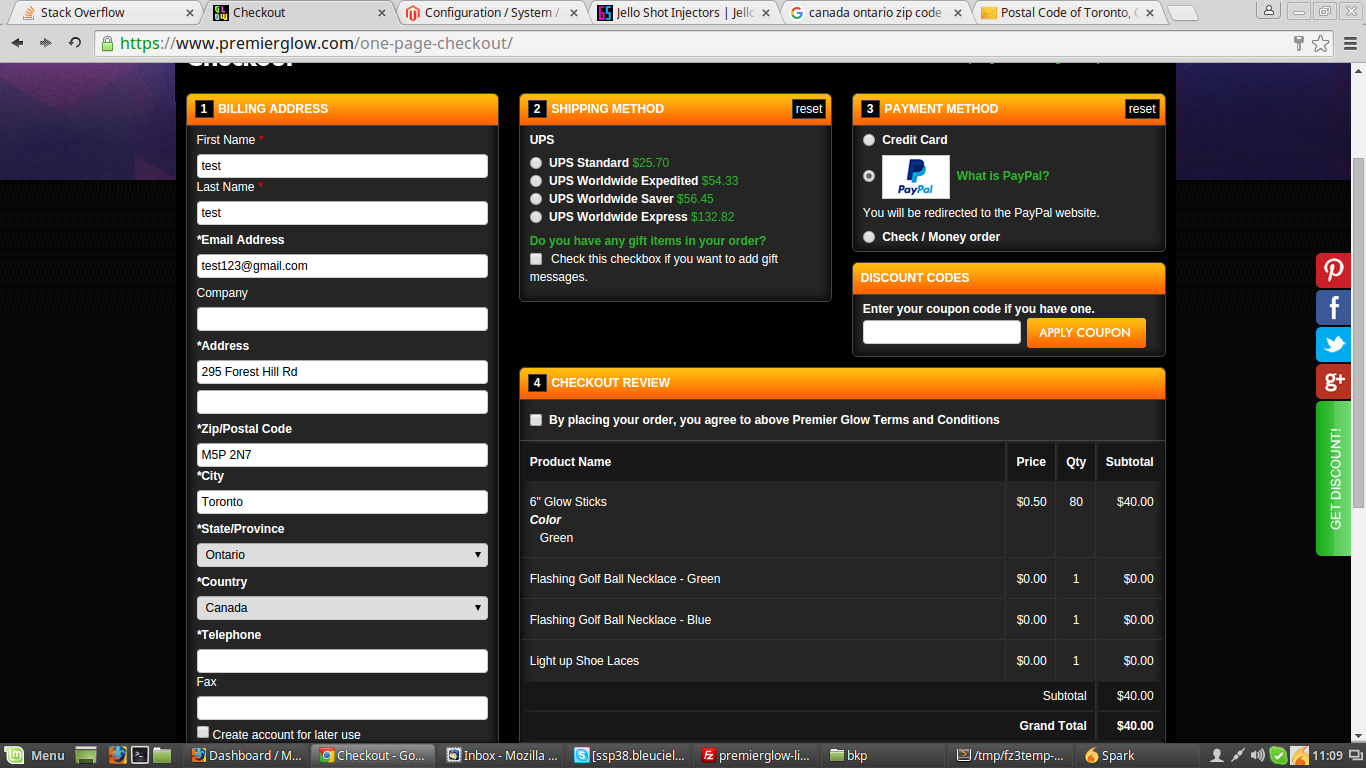 Stack Overflow
Checkout
Configuration / System /
Jello Shot Injectors | Jello
canada ontario zip code
Postal Code of Toronto,
https://www.premierglow.com/one-page-checkout/
Checkout
1 BILLING ADDRESS
First Name *
test
Last Name *
test
*Email Address
test123@gmail.com
Company
*Address
295 Forest Hill Rd
*Zip/Postal Code
M5P 2N7
*City
Toronto
*State/Province
Ontario
*Country
Canada
*Telephone
Fax
Create account for later use
2 SHIPPING METHOD reset
UPS
UPS Standard $25.70
UPS Worldwide Expedited $54.33
UPS Worldwide Saver $56.45
UPS Worldwide Express $132.82
Do you have any gift items in your order?
Check this checkbox if you want to add gift
messages.
3 PAYMENT METHOD reset
Credit Card
PayPal What is PayPal?
You will be redirected to the PayPal website.
Check / Money order
DISCOUNT CODES
Enter your coupon code if you have one.
APPLY COUPON
4 CHECKOUT REVIEW
By placing your order, you agree to above Premier Glow Terms and Conditions
Product Name Price Qty Subtotal
6" Glow Sticks $0.50 80 $40.00
Color
Green
Flashing Golf Ball Necklace - Green $0.00 1 $0.00
Flashing Golf Ball Necklace - Blue $0.00 1 $0.00
Light up Shoe Laces $0.00 1 $0.00
Subtotal $40.00
Grand Total $40.00
GET DISCOUNT!
Menu
Dashboard / M...
Checkout - Go...
Inbox - Mozilla ...
[ssp38.bleuciel...
premierglow-li...
bkp
/tmp/fz3temp-...
Spark
11:09